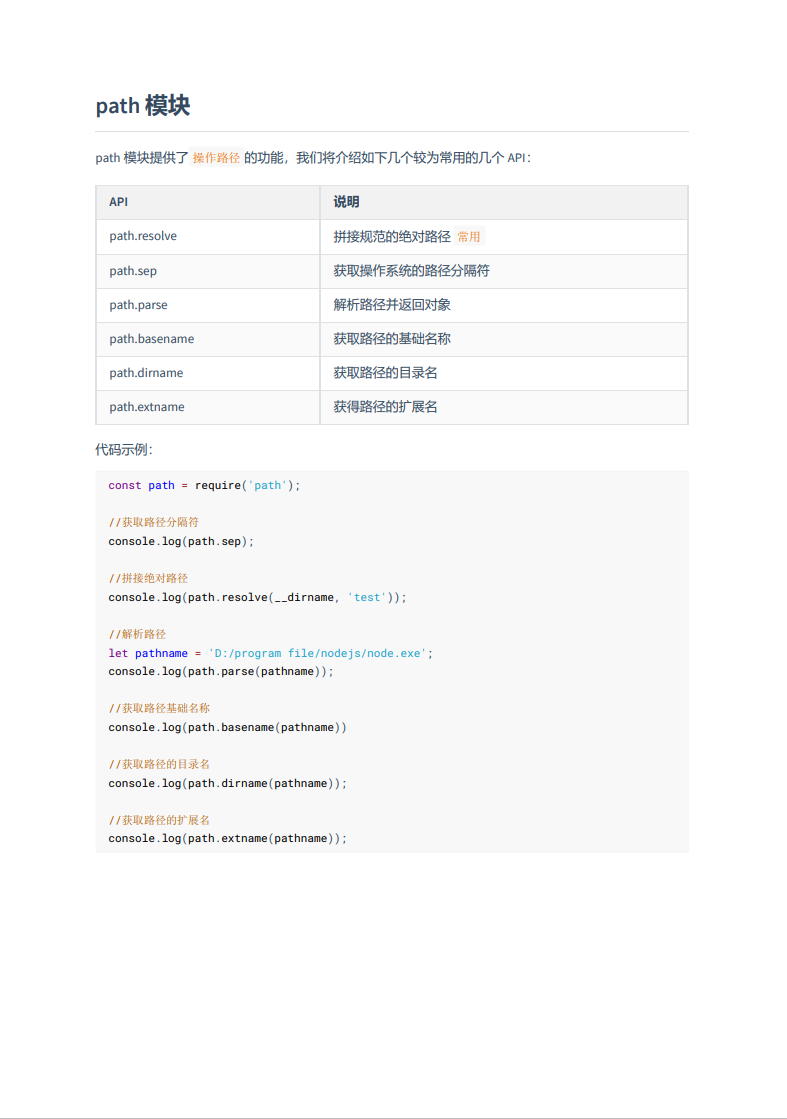 path 模块
path 模块提供了 操作路径 的功能，我们将介绍如下几个较为常用的几个 API：
API 说明
path.resolve 拼接规范的绝对路径 常用
path.sep 获取操作系统的路径分隔符
path.parse 解析路径并返回对象
path.basename 获取路径的基础名称
path.dirname 获取路径的目录名
path.extname 获得路径的扩展名
代码示例：
const path = require('path');
//获取路径分隔符
console.log(path.sep);
//拼接绝对路径
console.log(path.resolve(__dirname, 'test'));
//解析路径
let pathname = 'D:/program file/nodejs/node.exe';
console.log(path.parse(pathname));
//获取路径基础名称
console.log(path.basename(pathname))
//获取路径的目录名
console.log(path.dirname(pathname));
//获取路径的扩展名
console.log(path.extname(pathname));